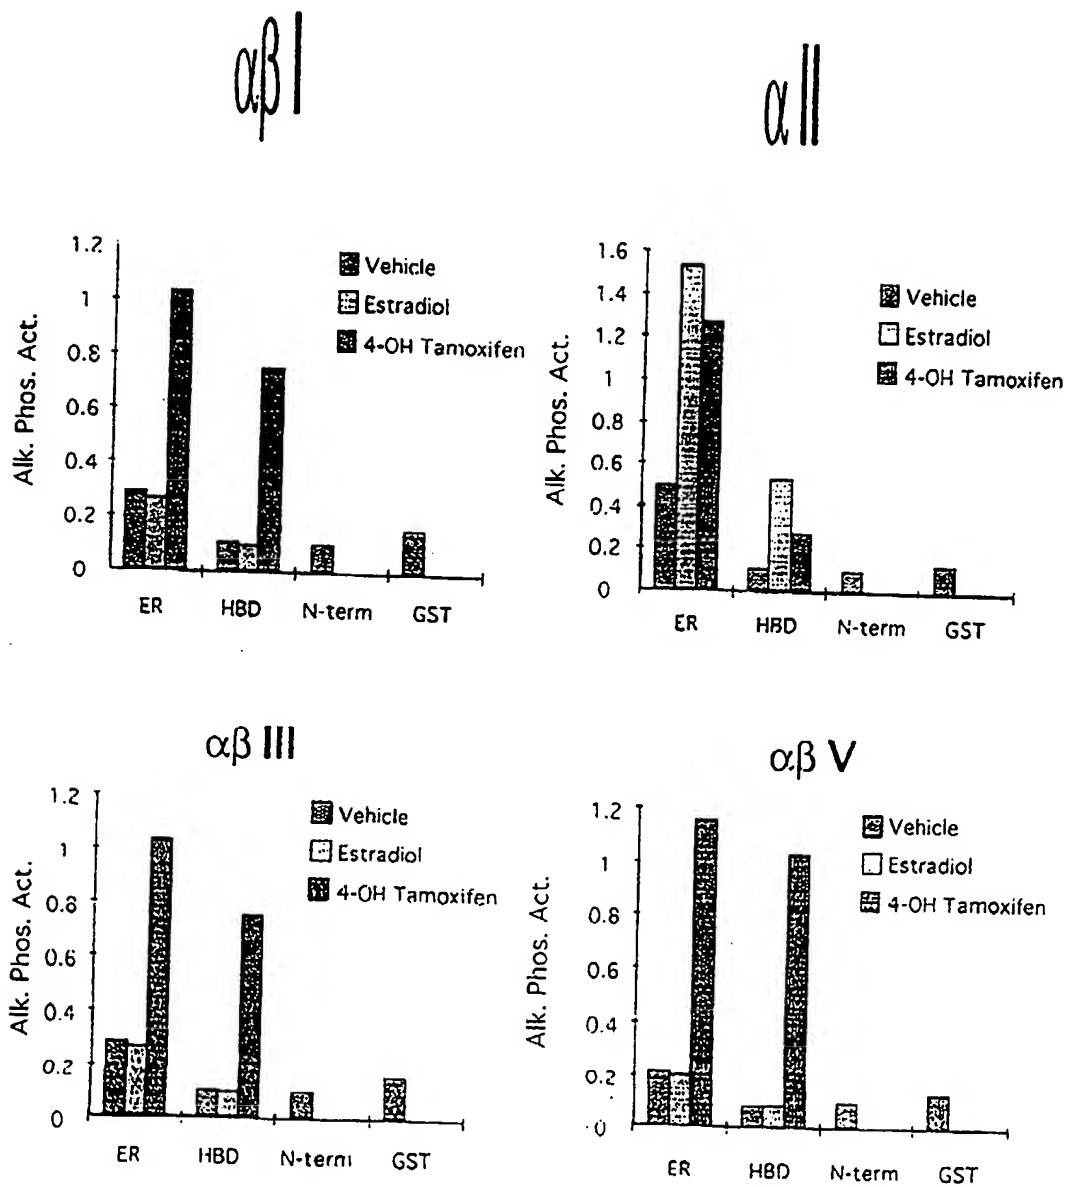 αβ I
1.2
1
0.8
0.6
0.4
0.2
0
Alk. Phos. Act.
Vehicle
Estradiol
4-OH Tamoxifen
ER HBD N-term GST
α II
1.6
1.4
1.2
1
0.8
0.6
0.4
0.2
0
Alk. Phos. Act.
Vehicle
Estradiol
4-OH Tamoxifen
ER HBD N-term GST
αβ III
1.2
1
0.8
0.6
0.4
0.2
0
Alk. Phos. Act.
Vehicle
Estradiol
4-OH Tamoxifen
ER HBD N-term GST
αβ V
1.2
1
0.8
0.6
0.4
0.2
0
Alk. Phos. Act.
Vehicle
Estradiol
4-OH Tamoxifen
ER HBD N-term GST